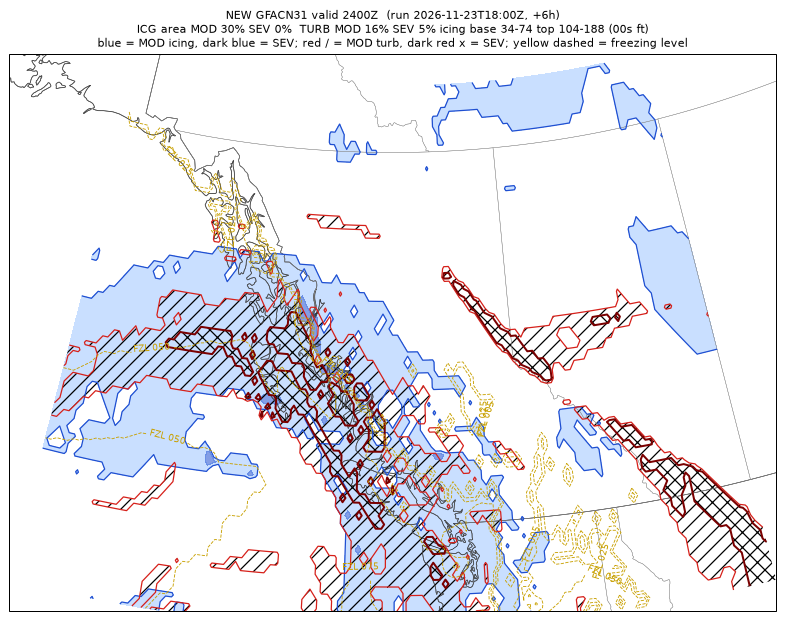 NEW GFACN31 valid 2400Z (run 2026-11-23T18:00Z, +6h)
ICG area MOD 30% SEV 0% TURB MOD 16% SEV 5% icing base 34-74 top 104-188 (00s ft)
blue = MOD icing, dark blue = SEV; red / = MOD turb, dark red x = SEV; yellow dashed = freezing level
FZL 050
FZL